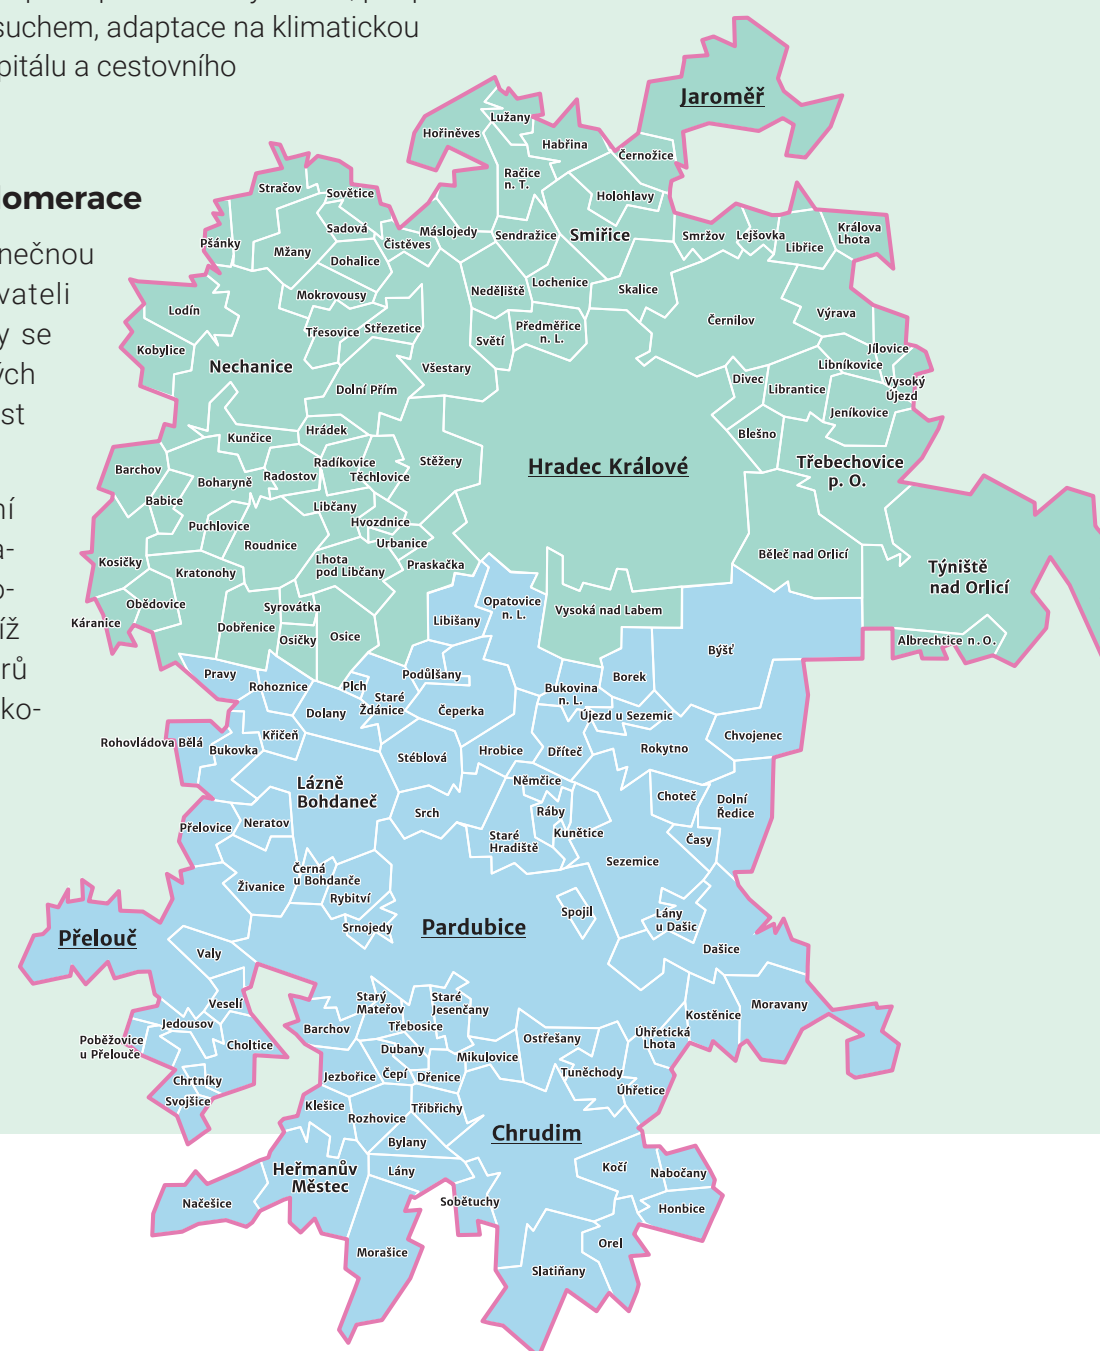 suchem, adaptace na klimatickou
pitálu a cestovního
lomerace
nečnou
vateli
y se
ých
st
ní
a-
o-
íž
rů
ko-
Jaroměř
Lužany
Hořiněves
Habřina
Černožice
Račice
n. T.
Stračov
Sovětice
Holohlavy
Sadová
Máslojedy
Sendražice
Smiřice
Smržov
Lejšovka
Králova
Lhota
Libřice
Pšánky
Mžany
Čistěves
Dohalice
Neděliště
Lochenice
Skalice
Mokrovousy
Lodín
Černilov
Výrava
Třesovice
Střezetice
Světí
Předměřice
n. L.
Kobylice
Jílovice
Libníkovice
Nechanice
Všestary
Divec
Librantice
Vysoký
Újezd
Dolní Přím
Jeníkovice
Kunčice
Hrádek
Blešno
Třebechovice
p. O.
Barchov
Radíkovice
Stěžery
Hradec Králové
Boharyně
Radostov
Těchlovice
Babice
Libčany
Puchlovice
Hvozdnice
Roudnice
Urbanice
Běleč nad Orlicí
Kosičky
Lhota
pod Libčany
Praskačka
Týniště
nad Orlicí
Kratonohy
Obědovice
Syrovátka
Opatovice
n. L.
Vysoká nad Labem
Káranice
Dobřenice
Osičky
Osice
Libišany
Albrechtice n. O.
Býšť
Pravy
Podůlšany
Rohoznice
Plch
Borek
Bukovina
n. L.
Staré
Ždánice
Dolany
Čeperka
Újezd u Sezemic
Rohovládova Bělá
Křičeň
Chvojenec
Bukovka
Hrobice
Dříteč
Rokytno
Stéblová
Lázně
Bohdaneč
Němčice
Choteč
Dolní
Ředice
Srch
Ráby
Přelovice
Neratov
Kunětice
Staré
Hradiště
Časy
Sezemice
Černá
u Bohdanče
Živanice
Rybitví
Spojil
Lány
u Dašic
Srnojedy
Pardubice
Přelouč
Dašice
Valy
Veselí
Starý
Mateřov
Staré
Jesenčany
Moravany
Kostěnice
Jedousov
Barchov
Třebosice
Ostřešany
Úhřetická
Lhota
Poběžovice
u Přelouče
Choltice
Dubany
Mikulovice
Chrtníky
Jezbořice
Čepí
Dřenice
Tuněchody
Úhřetice
Svojšice
Klešice
Třibřichy
Rozhovice
Chrudim
Bylany
Heřmanův
Městec
Lány
Kočí
Nabočany
Načešice
Sobětuchy
Honbice
Morašice
Orel
Slatiňany